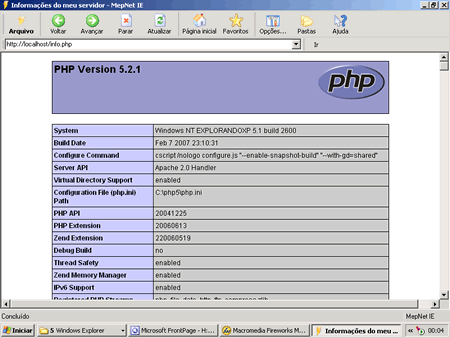 Informações do meu servidor - MepNet IE
Arquivo Voltar Avançar Parar Atualizar Página inicial Favoritos Opções... Pastas Ajuda
http://localhost/info.php Ir
PHP Version 5.2.1
php
System Windows NT EXPLORANDOXP 5.1 build 2600
Build Date Feb 7 2007 23:10:31
Configure Command cscript /nologo configure.js "--enable-snapshot-build" "--with-gd=shared"
Server API Apache 2.0 Handler
Virtual Directory Support enabled
Configuration File (php.ini) Path C:\php5\php.ini
PHP API 20041225
PHP Extension 20060613
Zend Extension 220060519
Debug Build no
Thread Safety enabled
Zend Memory Manager enabled
IPv6 Support enabled
Registered PHP Streams
Concluído MepNet IE
Iniciar 5 Windows Explorer Microsoft FrontPage - H:... Macromedia Fireworks M... Informações do meu ... 00:04